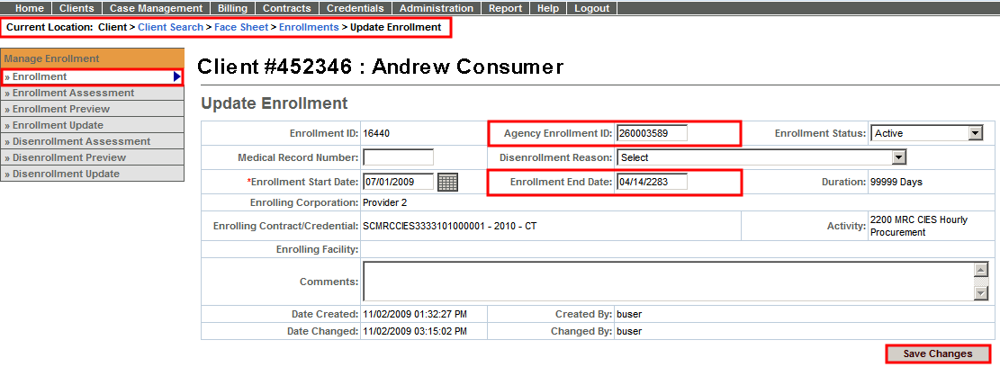 Home | Clients | Case Management | Billing | Contracts | Credentials | Administration | Report | Help | Logout
Current Location: Client > Client Search > Face Sheet > Enrollments > Update Enrollment
Manage Enrollment
» Enrollment
» Enrollment Assessment
» Enrollment Preview
» Enrollment Update
» Disenrollment Assessment
» Disenrollment Preview
» Disenrollment Update
Client #452346 : Andrew Consumer
Update Enrollment
Enrollment ID: 16440 Agency Enrollment ID: 260003589 Enrollment Status: Active
Medical Record Number: Disenrollment Reason: Select
*Enrollment Start Date: 07/01/2009 Enrollment End Date: 04/14/2283 Duration: 99999 Days
Enrolling Corporation: Provider 2
Enrolling Contract/Credential: SCMRCCIES3333101000001 - 2010 - CT Activity: 2200 MRC CIES Hourly
Procurement
Enrolling Facility:
Comments:
Date Created: 11/02/2009 01:32:27 PM Created By: buser
Date Changed: 11/02/2009 03:15:02 PM Changed By: buser
Save Changes